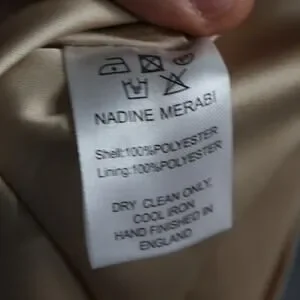 NADINE MERABI
Shell:100%POLYESTER
Lining:100%POLYESTER
DRY CLEAN ONLY,
COOL IRON
HAND FINISHED IN
ENGLAND